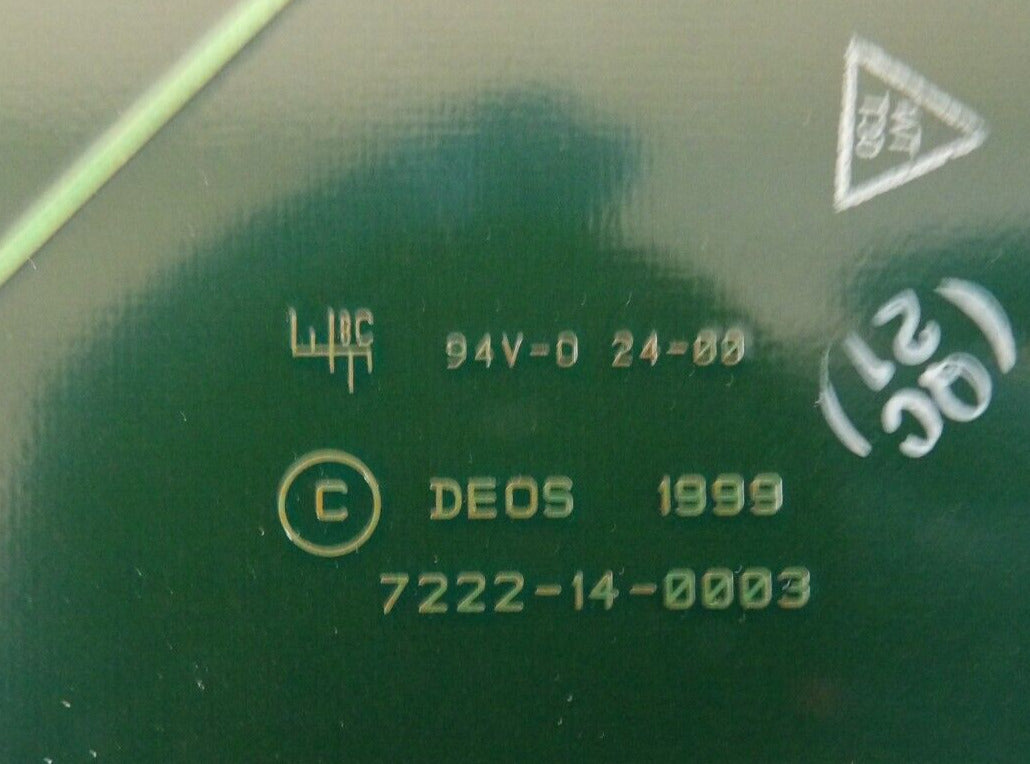 94V-0 24-00
© DEOS 1999
7222-14-0003
(QC
21)